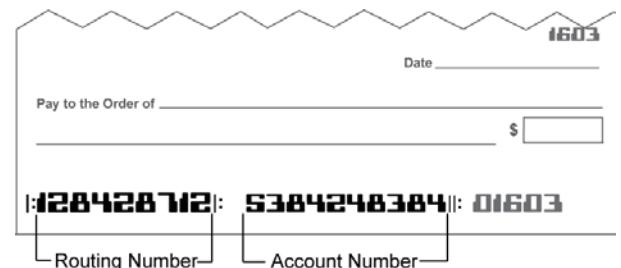 1603
Date
Pay to the Order of
$
|:128428712|: 5384248384||: 01603
Routing Number Account Number